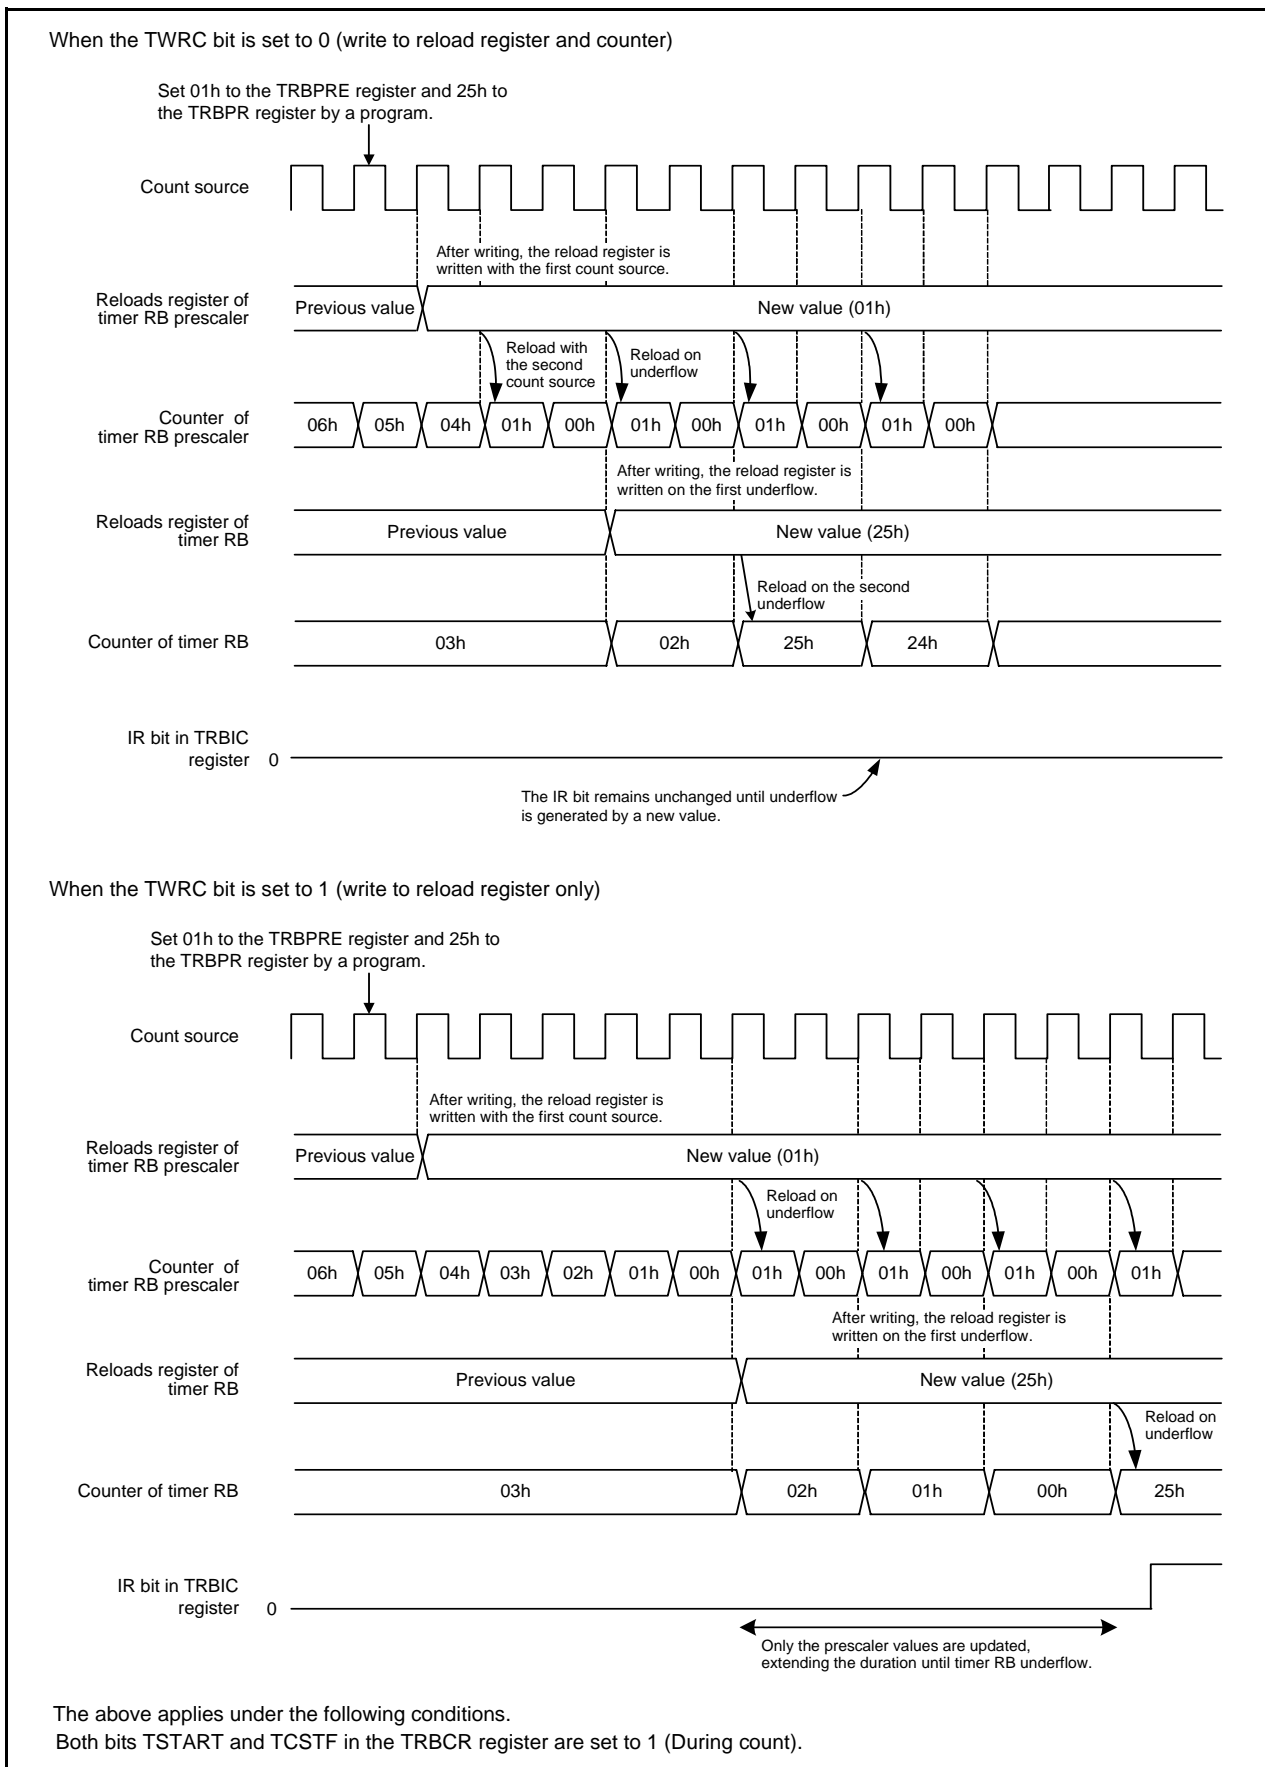 When the TWRC bit is set to 0 (write to reload register and counter)
Set 01h to the TRBPRE register and 25h to
the TRBPR register by a program.
Count source
After writing, the reload register is
written with the first count source.
Reloads register of
timer RB prescaler
Previous value
New value (01h)
Reload with
the second
count source
Reload on
underflow
Counter of
timer RB prescaler
06h 05h 04h 01h 00h 01h 00h 01h 00h 01h 00h
After writing, the reload register is
written on the first underflow.
Reloads register of
timer RB
Previous value
New value (25h)
Reload on the second
underflow
Counter of timer RB
03h 02h 25h 24h
IR bit in TRBIC
register
0
The IR bit remains unchanged until underflow
is generated by a new value.
When the TWRC bit is set to 1 (write to reload register only)
Set 01h to the TRBPRE register and 25h to
the TRBPR register by a program.
Count source
After writing, the reload register is
written with the first count source.
Reloads register of
timer RB prescaler
Previous value
New value (01h)
Reload on
underflow
Counter of
timer RB prescaler
06h 05h 04h 03h 02h 01h 00h 01h 00h 01h 00h 01h 00h 01h
After writing, the reload register is
written on the first underflow.
Reloads register of
timer RB
Previous value
New value (25h)
Reload on
underflow
Counter of timer RB
03h 02h 01h 00h 25h
IR bit in TRBIC
register
0
Only the prescaler values are updated,
extending the duration until timer RB underflow.
The above applies under the following conditions.
Both bits TSTART and TCSTF in the TRBCR register are set to 1 (During count).